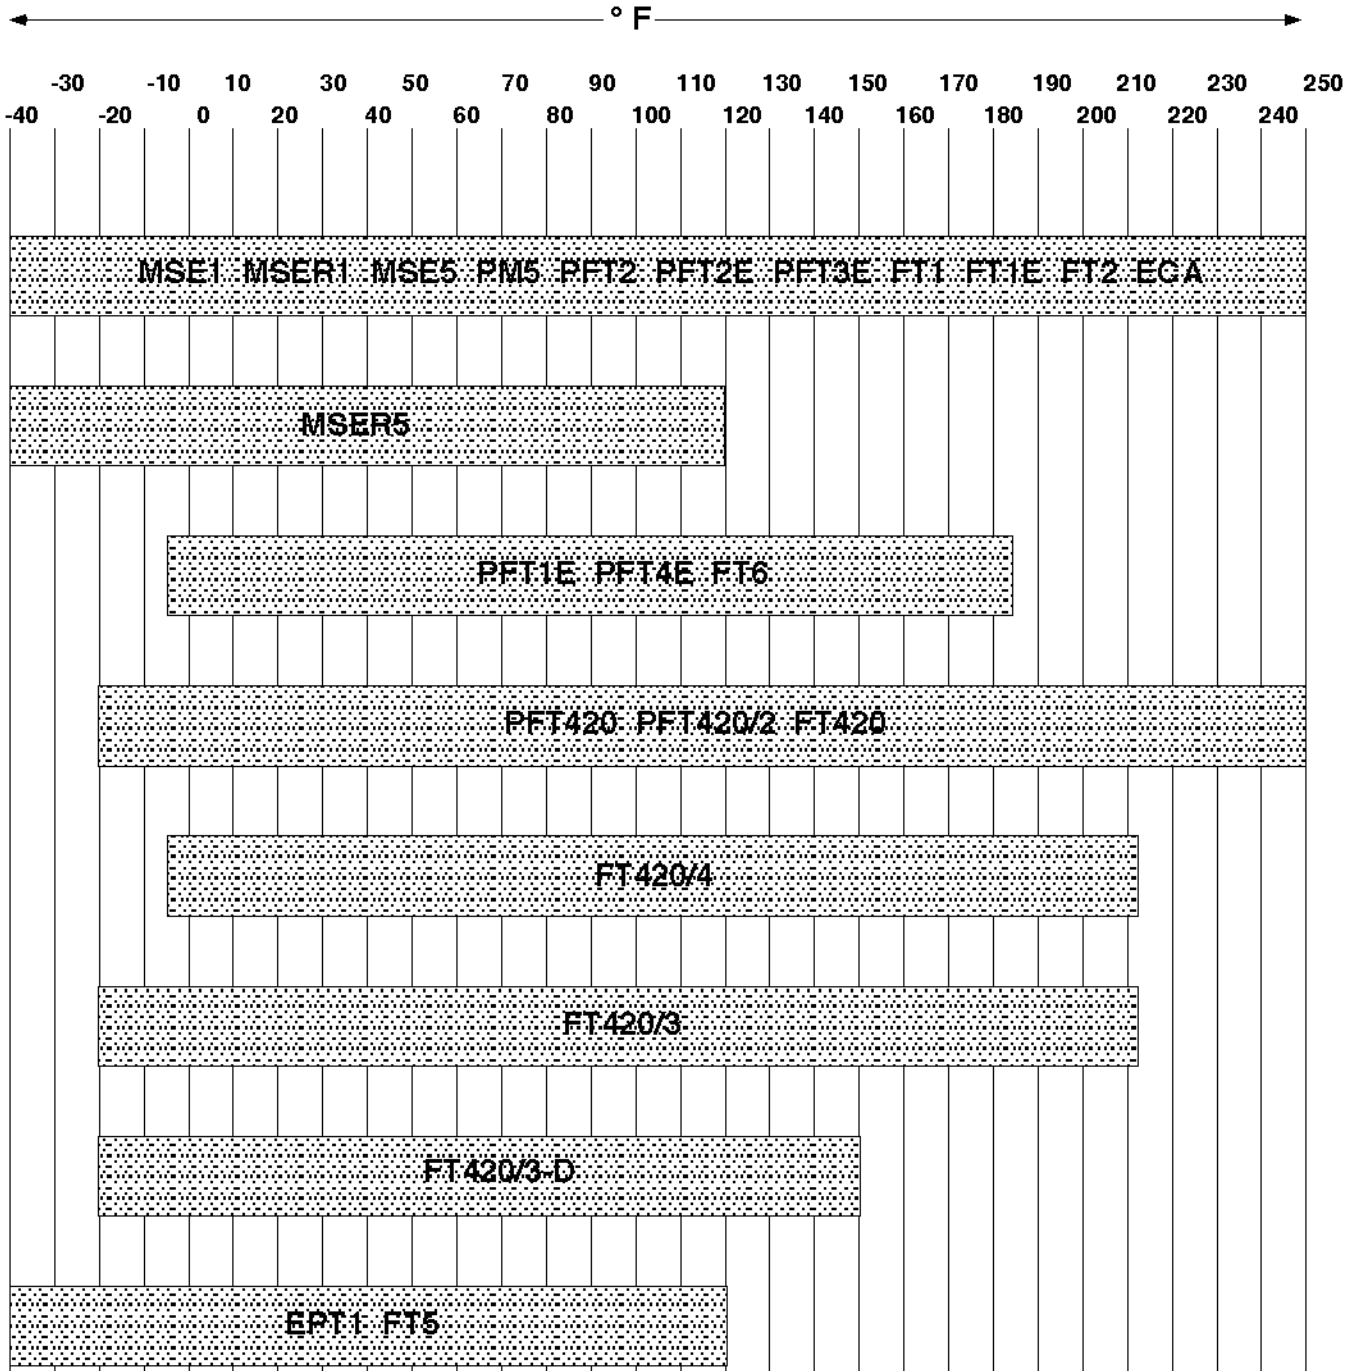 ° F
-30 -10 10 30 50 70 90 110 130 150 170 190 210 230 250
-40 -20 0 20 40 60 80 100 120 140 160 180 200 220 240
MSE1 MSER1 MSE5 PM5 PFT2 PFT2E PFT3E FT1 FT1E FT2 EGA
MSER5
PFT1E PFT4E FT6
PFT420 PFT420/2 FT420
FT420/4
FT420/3
FT420/3-D
EPT1 FT5